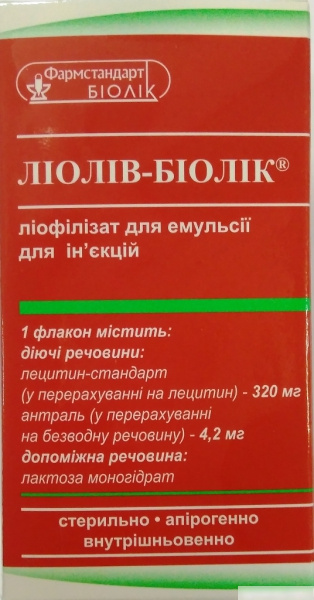 Фармстандарт
БІОЛІК
ЛІОЛІВ-БІОЛІК®
ліофілізат для емульсії
для ін’єкцій
1 флакон містить:
діючі речовини:
лецитин-стандарт
(у перерахуванні на лецитин) - 320 мг
антраль (у перерахуванні
на безводну речовину) - 4,2 мг
допоміжна речовина:
лактоза моногідрат
стерильно • апірогенно
внутрішньовенно